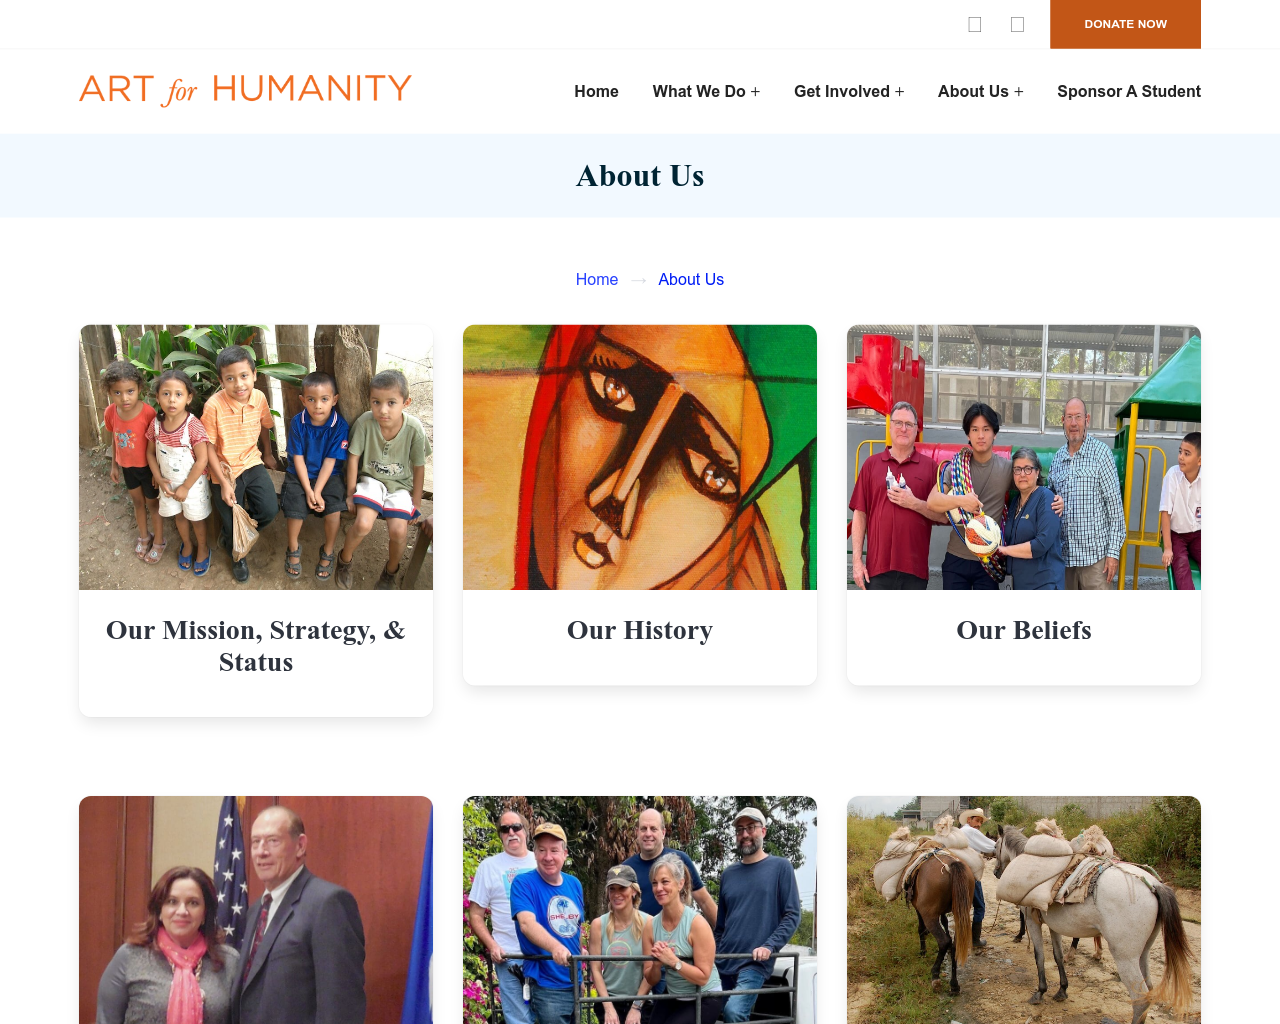 DONATE NOW
ART for HUMANITY
Home What We Do + Get Involved + About Us + Sponsor A Student
About Us
Home → About Us
Our Mission, Strategy, &
Status
Our History
Our Beliefs
SHELBY